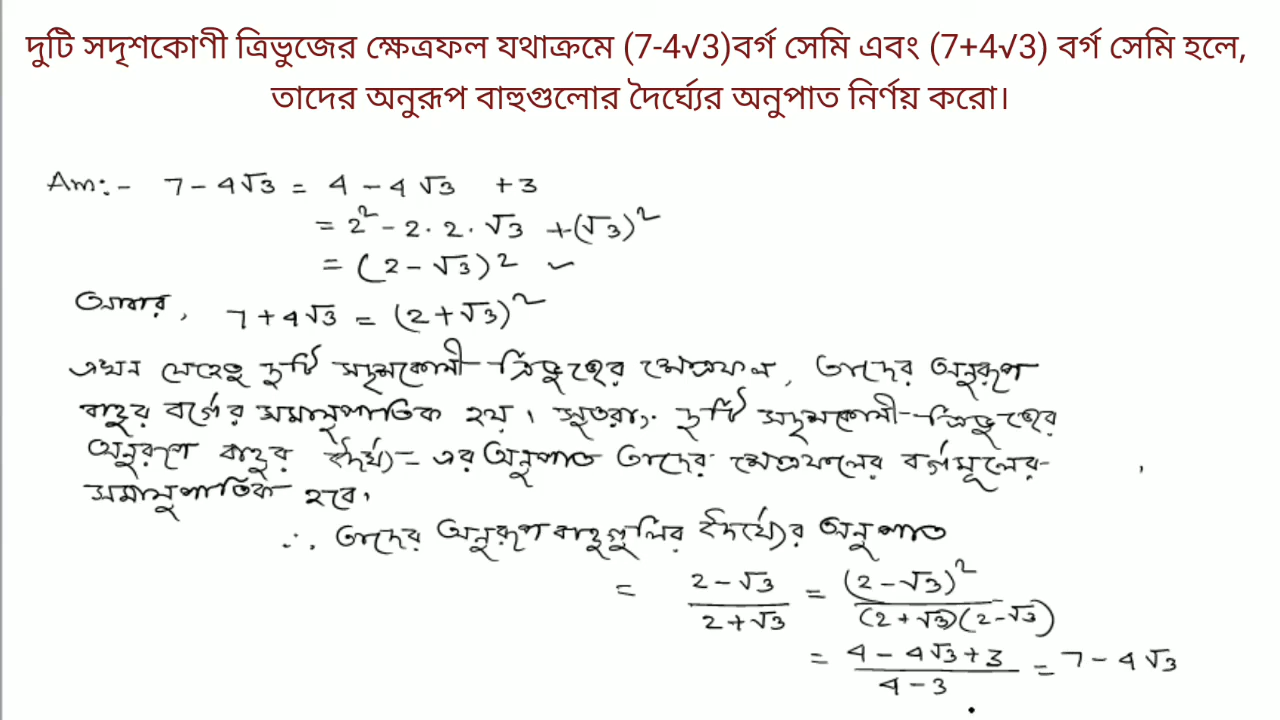 দুটি সদৃশকোণী ত্রিভুজের ক্ষেত্রফল যথাক্রমে (7-4√3)বর্গ সেমি এবং (7+4√3) বর্গ সেমি হলে,
তাদের অনুরূপ বাহুগুলোর দৈর্ঘ্যের অনুপাত নির্ণয় করো।
Ans:- 7 - 4√3 = 4 - 4√3 + 3
= 2² - 2. 2. √3 + (√3)²
= (2 - √3)²
আবার, 7 + 4√3 = (2 + √3)²
এখন যেহেতু দুটি সদৃশকোণী ত্রিভুজের ক্ষেত্রফল, তাদের অনুরূপ
বাহুর বর্গের সমানুপাতিক হয়। সুতরাং দুটি সদৃশকোণী ত্রিভুজের
অনুরূপ বাহুর দৈর্ঘ্য-এর অনুপাত তাদের ক্ষেত্রফলের বর্গমূলের
সমানুপাতিক হবে।
∴ তাদের অনুরূপ বাহুগুলির দৈর্ঘ্যের অনুপাত
= (2 - √3)/(2 + √3) = (2 - √3)²/(2 + √3)(2 - √3)
= (4 - 4√3 + 3)/(4 - 3) = 7 - 4√3